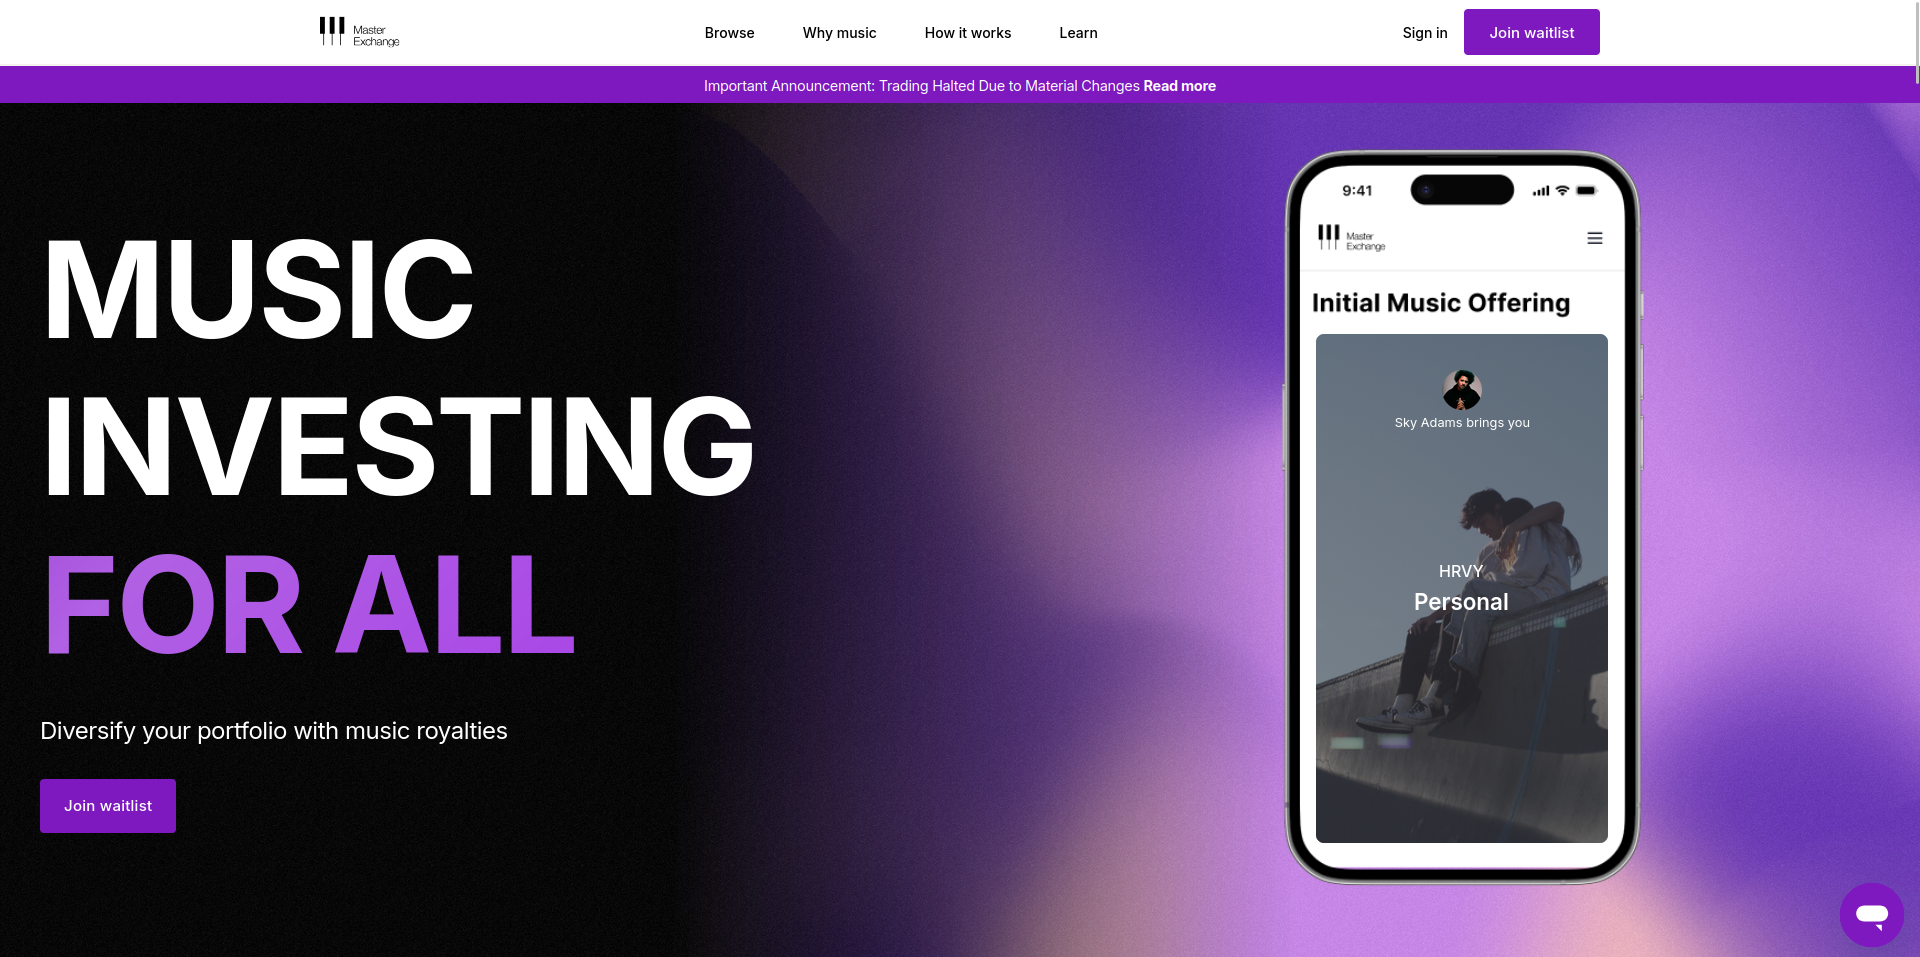 Master
Exchange
Browse
Why music
How it works
Learn
Sign in
Join waitlist
Important Announcement: Trading Halted Due to Material Changes Read more
MUSIC
INVESTING
FOR ALL
Diversify your portfolio with music royalties
Join waitlist
9:41
Master
Exchange
Initial Music Offering
Sky Adams brings you
HRVY
Personal